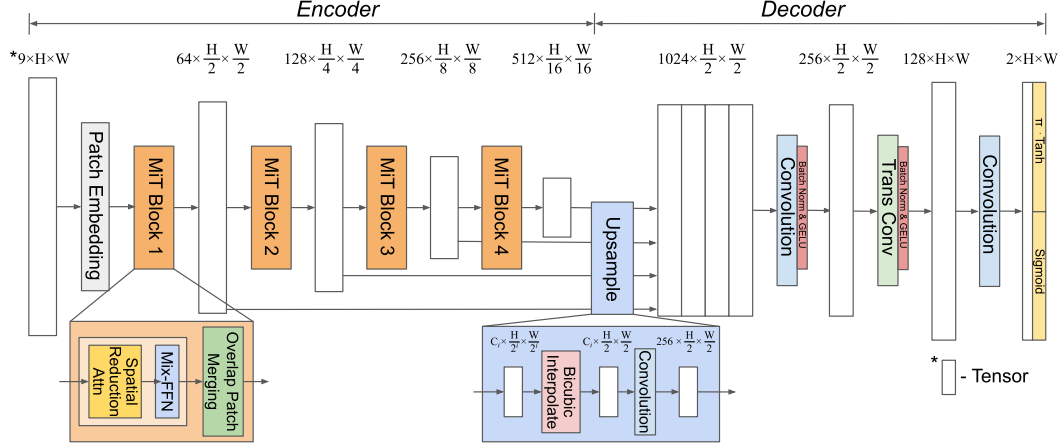 Encoder
Decoder
*9×H×W
64×H/2×W/2
128×H/4×W/4
256×H/8×W/8
512×H/16×W/16
1024×H/2×W/2
256×H/2×W/2
128×H×W
2×H×W
Patch Embedding
MiT Block 1
MiT Block 2
MiT Block 3
MiT Block 4
Upsample
Convolution
Batch Norm & GELU
Trans Conv
Batch Norm & GELU
Convolution
π · Tanh
Sigmoid
Spatial
Reduction
Attn
Mix-FFN
Overlap Patch
Merging
Cᵢ×H/2ⁱ×W/2ⁱ
Cᵢ×H/2×W/2
256×H/2×W/2
Bicubic
Interpolate
Convolution
* - Tensor